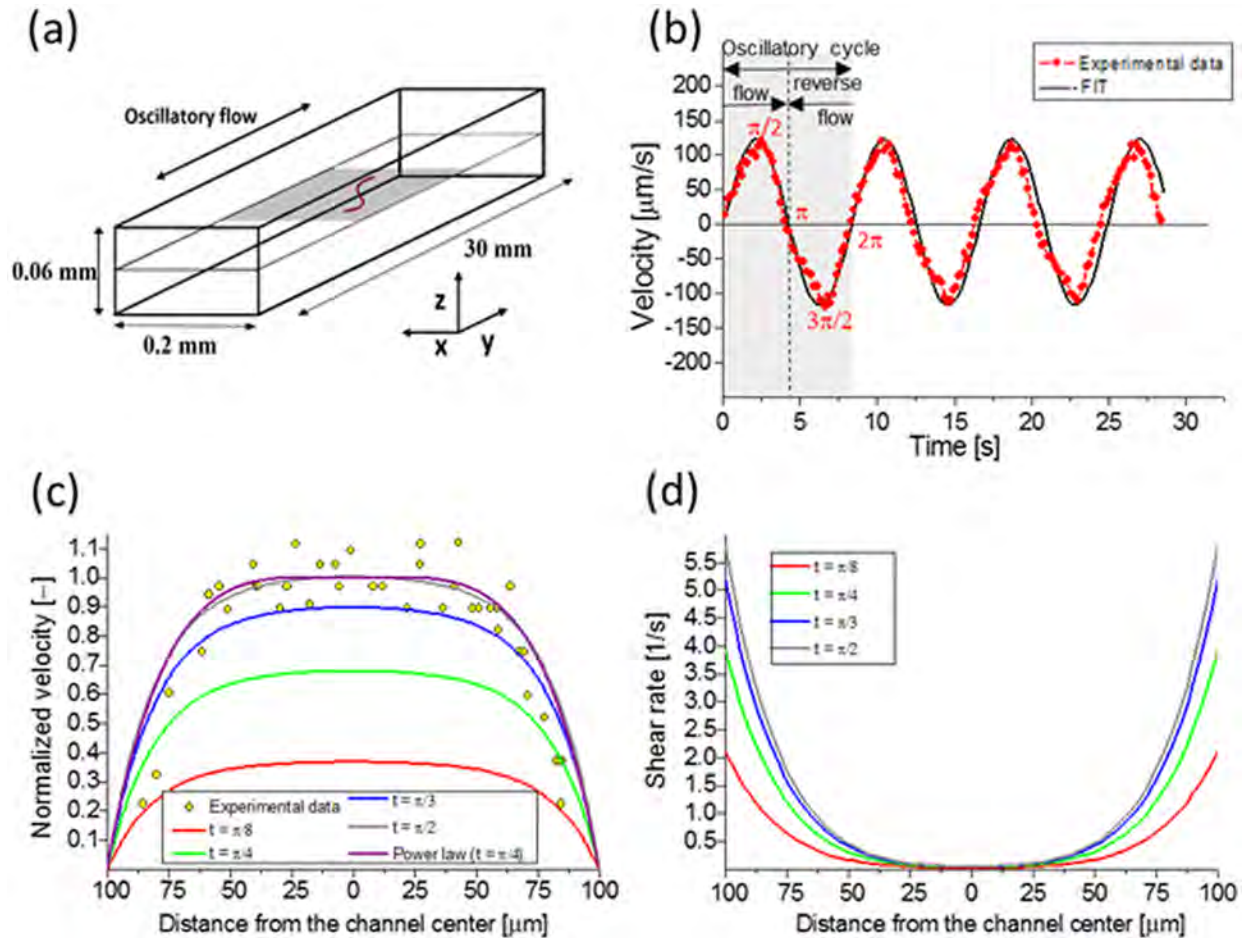 (a)
Oscillatory flow
0.06 mm
0.2 mm
30 mm
z
x
y
(b)
Oscillatory cycle
flow
reverse
flow
Experimental data
FIT
π/2
π
2π
3π/2
Velocity [μm/s]
200
150
100
50
0
-50
-100
-150
-200
0 5 10 15 20 25 30
Time [s]
(c)
Normalized velocity [–]
1.1
1.0
0.9
0.8
0.7
0.6
0.5
0.4
0.3
0.2
0.1
Experimental data
t = π/8
t = π/4
t = π/3
t = π/2
Power law (t = π/4)
100 75 50 25 0 25 50 75 100
Distance from the channel center [μm]
(d)
Shear rate [1/s]
5.5
5.0
4.5
4.0
3.5
3.0
2.5
2.0
1.5
1.0
0.5
t = π/8
t = π/4
t = π/3
t = π/2
100 75 50 25 0 25 50 75 100
Distance from the channel center [μm]